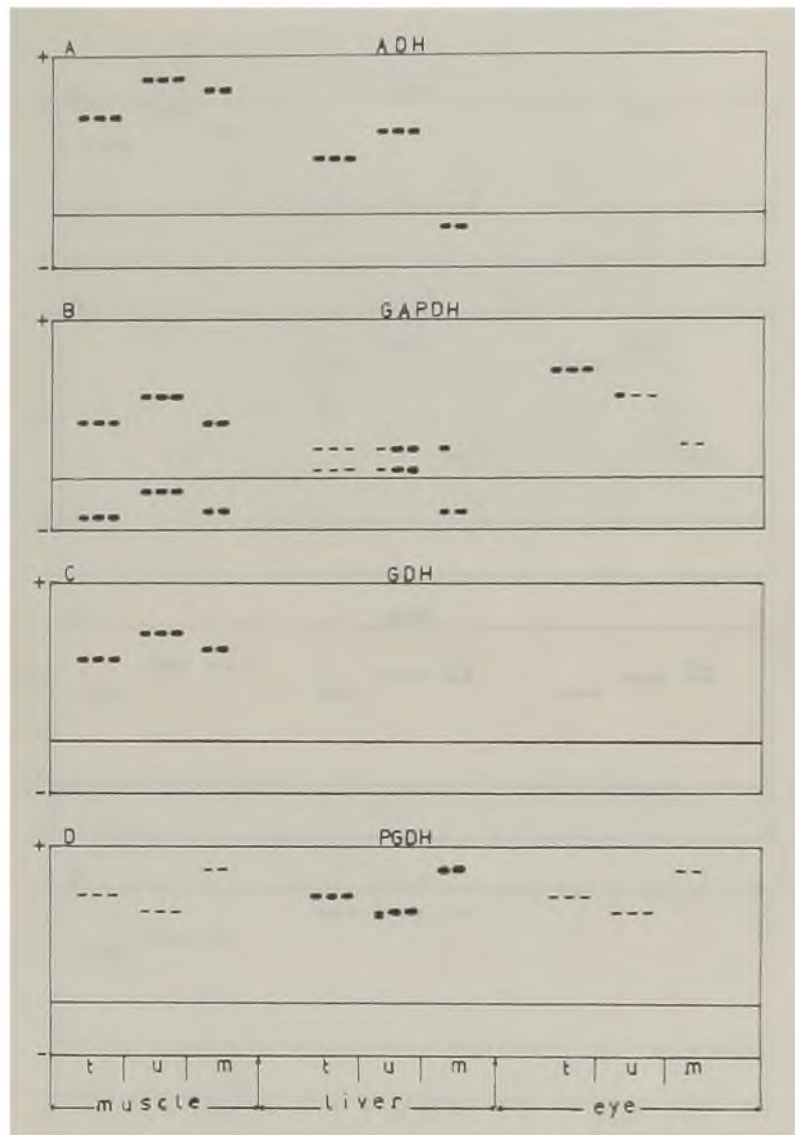 + A ADH
-
+ B GAPDH
-
+ C GDH
-
+ D PGDH
-
t u m t u m t u m
muscle liver eye